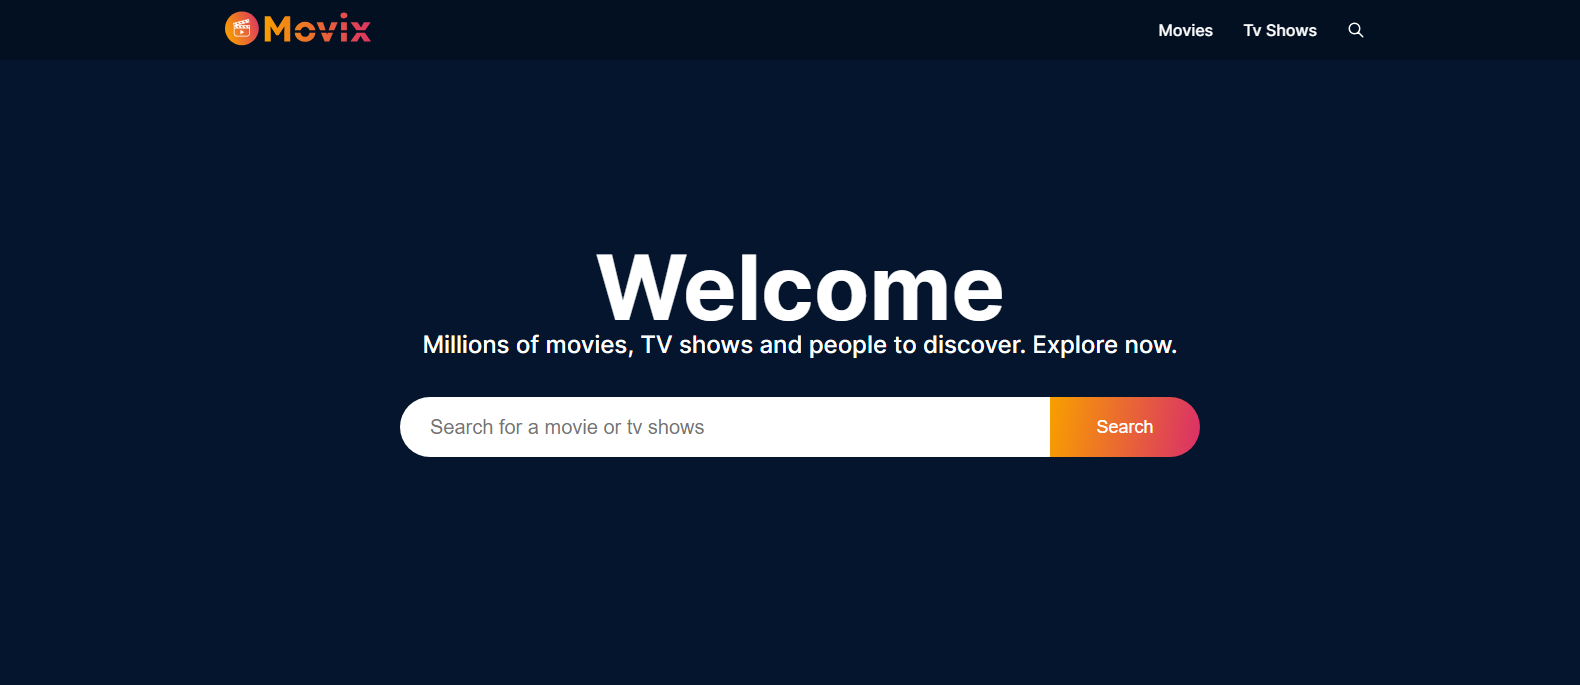 Movix
Movies Tv Shows
Welcome
Millions of movies, TV shows and people to discover. Explore now.
Search for a movie or tv shows
Search